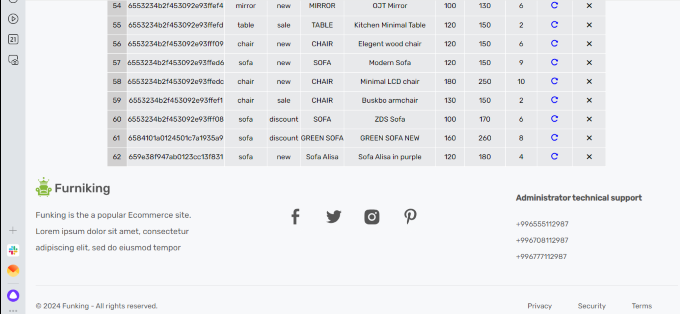 54 6553234b2f453092e93ffef4 mirror new MIRROR OJT Mirror 100 130 6
55 6553234b2f453092e93ffefd table sale TABLE Kitchen Minimal Table 120 150 2
56 6553234b2f453092e93fff09 chair new CHAIR Elegent wood chair 120 150 6
57 6553234b2f453092e93ffed6 sofa new SOFA Modern Sofa 120 150 9
58 6553234b2f453092e93ffedc chair new CHAIR Minimal LCD chair 180 250 10
59 6553234b2f453092e93ffef1 chair sale CHAIR Buskbo armchair 130 150 2
60 6553234b2f453092e93fff08 sofa discount SOFA ZDS Sofa 100 170 6
61 6584101a0124501c7a1935a9 sofa discount GREEN SOFA GREEN SOFA NEW 160 260 8
62 659e38f947ab0123cc13f831 sofa new Sofa Alisa Sofa Alisa in purple 120 180 4
21
Furniking
Funking is the a popular Ecommerce site.
Lorem ipsum dolor sit amet, consectetur
adipiscing elit, sed do eiusmod tempor
Administrator technical support
+996555112987
+996708112987
+996777112987
© 2024 Funking - All rights reserved.
Privacy Security Terms